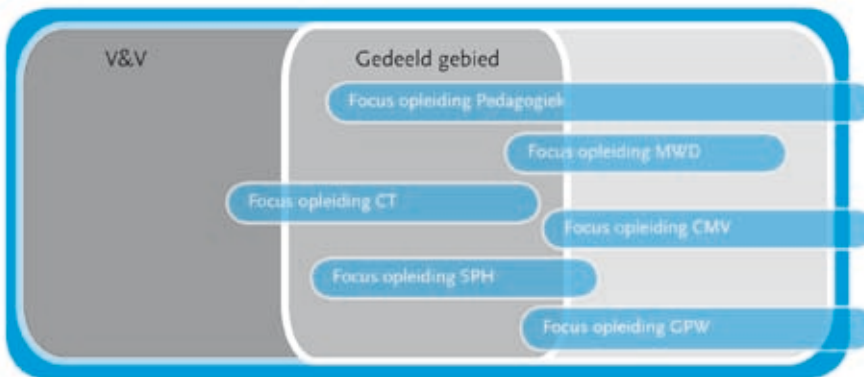 V&V
Gedeeld gebied
Focus opleiding Pedagogiek
Focus opleiding MWD
Focus opleiding CT
Focus opleiding CMV
Focus opleiding SPH
Focus opleiding GPW